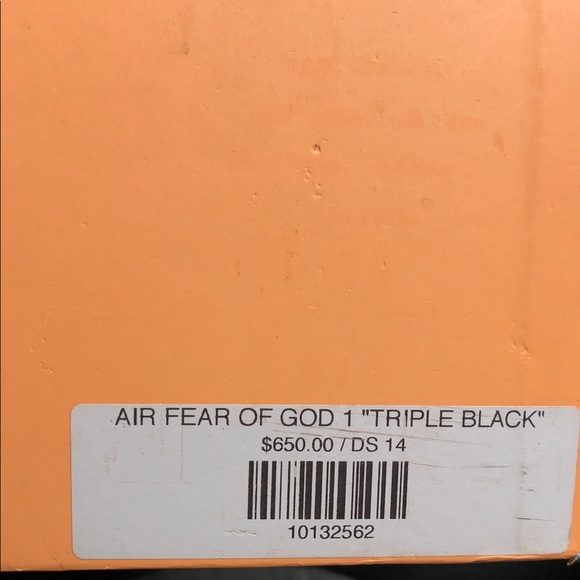 AIR FEAR OF GOD 1 "TRIPLE BLACK"
$650.00 / DS 14
10132562